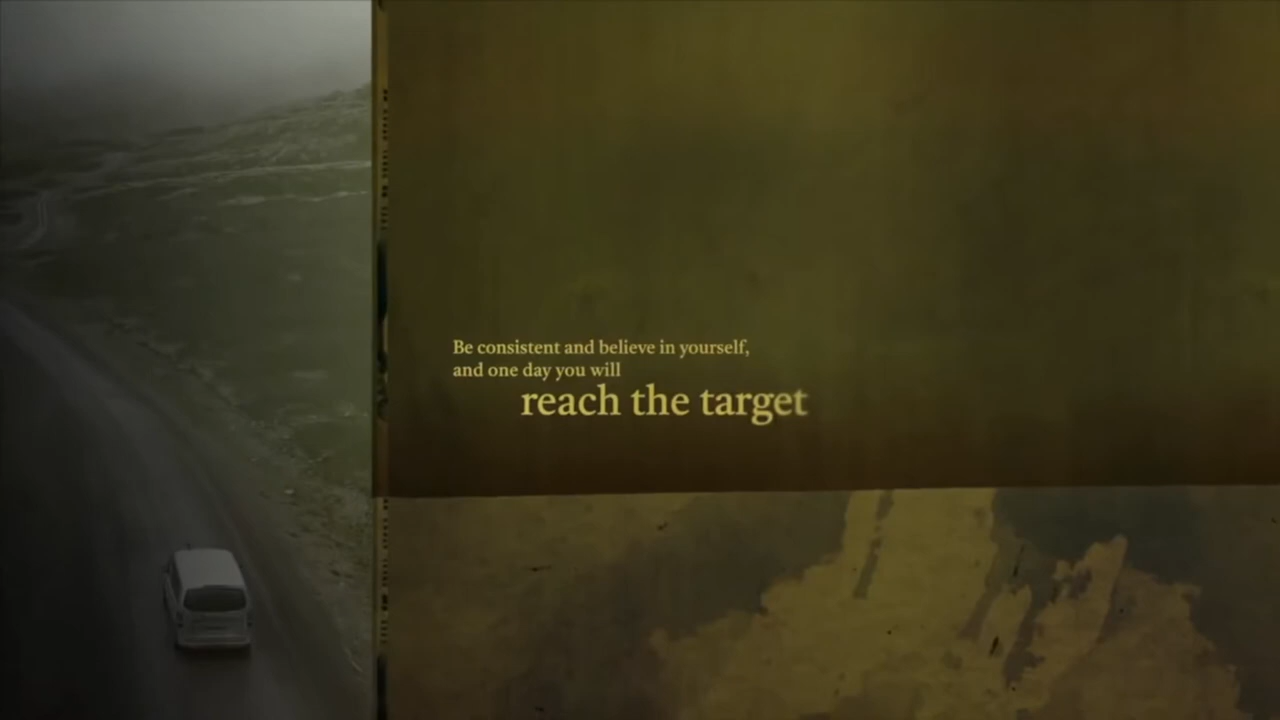 Be consistent and believe in yourself,
and one day you will
reach the target